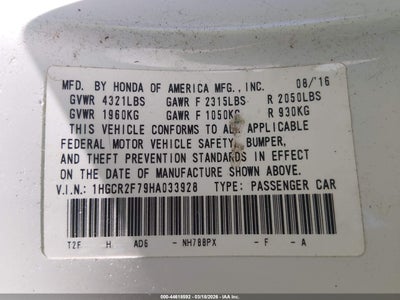 MFD. BY HONDA OF AMERICA MFG., INC. 08/'16
GVWR 4321LBS GAWR F 2315LBS R 2050LBS
GVWR 1960KG GAWR F 1050KG R 930KG
THIS VEHICLE CONFORMS TO ALL APPLICABLE
FEDERAL MOTOR VEHICLE SAFETY, BUMPER,
AND THEFT PREVENTION STANDARDS IN EFFECT
ON THE DATE OF MANUFACTURE SHOWN ABOVE.
V.I.N.: 1HGCR2F79HA033928 TYPE: PASSENGER CAR
T2F H AD6 - NH788PX - F - A
000-44618592 - 03/18/2026 - IAA, Inc.